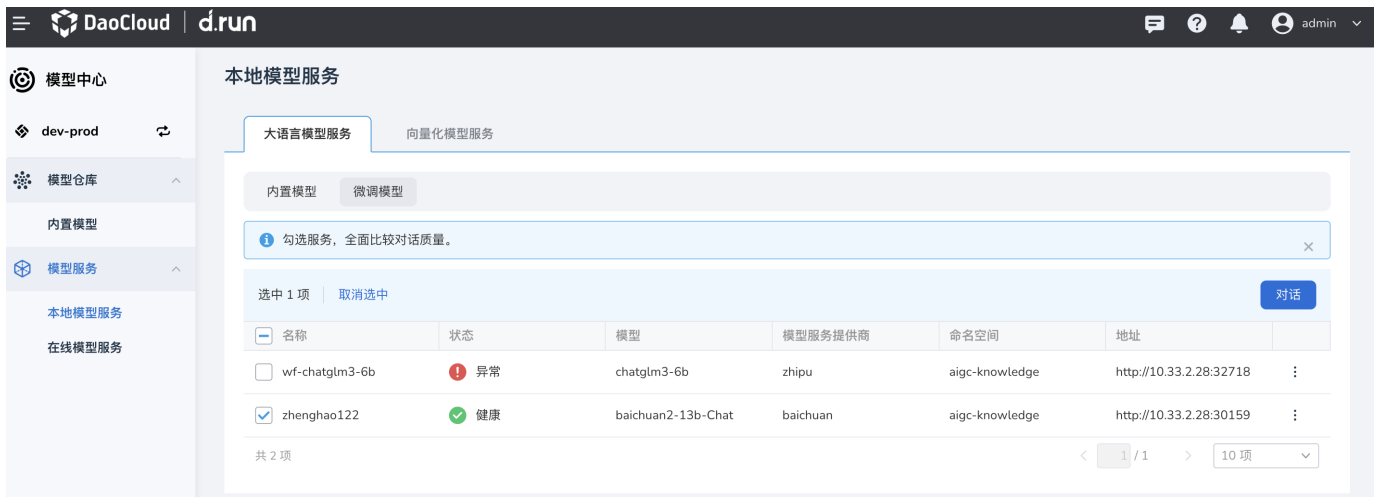 DaoCloud d.run admin
模型中心
dev-prod
模型仓库
内置模型
模型服务
本地模型服务
在线模型服务
本地模型服务
大语言模型服务 向量化模型服务
内置模型 微调模型
勾选服务，全面比较对话质量。
选中 1 项 取消选中 对话
名称 状态 模型 模型服务提供商 命名空间 地址
wf-chatglm3-6b 异常 chatglm3-6b zhipu aigc-knowledge http://10.33.2.28:32718
zhenghao122 健康 baichuan2-13b-Chat baichuan aigc-knowledge http://10.33.2.28:30159
共 2 项 1 / 1 10 项